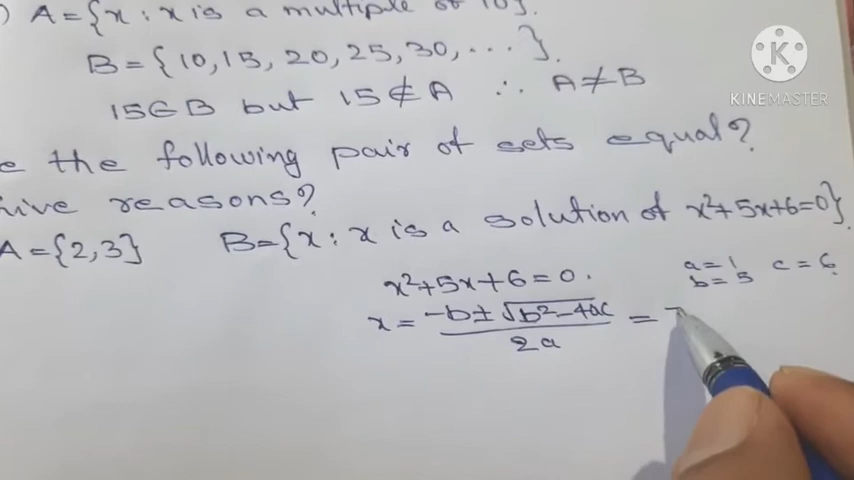 ) A={x : x is a multiple of 10}.
B={10,15,20,25,30,...}.
15∈B but 15∉A ∴ A≠B
e the following pair of sets equal?
ive reasons?
A={2,3} B={x : x is a solution of x²+5x+6=0}.
x²+5x+6=0.
a=1 c=6
b=5
x = -b±√b²-4ac / 2a =
KINEMASTER